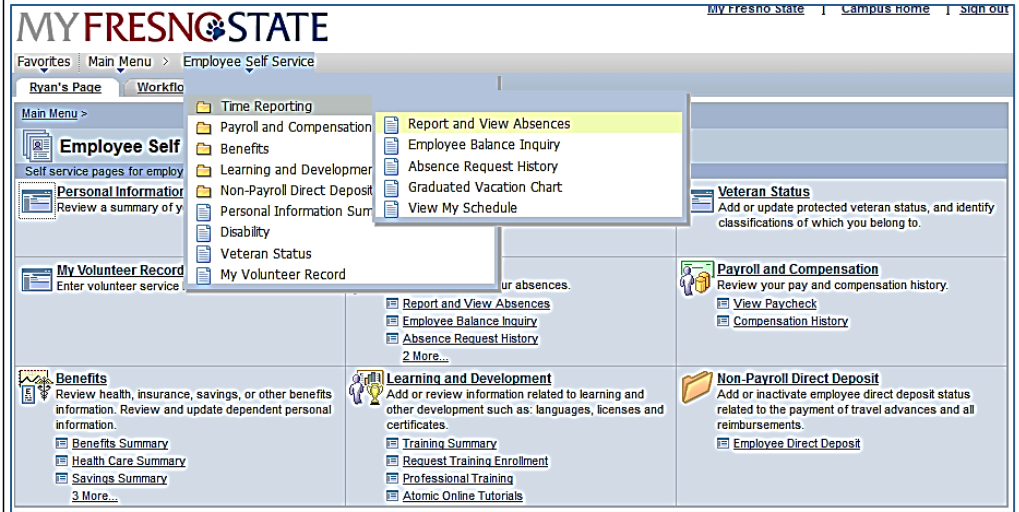 My Fresno State | Campus Home | Sign out
MY FRESNO STATE
Favorites Main Menu > Employee Self Service
Ryan's Page Workflo
Main Menu >
Employee Self
Self service pages for employ
Time Reporting
Payroll and Compensation
Benefits
Learning and Developmen
Non-Payroll Direct Deposit
Personal Information Sum
Disability
Veteran Status
My Volunteer Record
Report and View Absences
Employee Balance Inquiry
Absence Request History
Graduated Vacation Chart
View My Schedule
Personal Information
Review a summary of y
Veteran Status
Add or update protected veteran status, and identify
classifications of which you belong to.
My Volunteer Record
Enter volunteer service
ur absences.
Report and View Absences
Employee Balance Inquiry
Absence Request History
2 More...
Payroll and Compensation
Review your pay and compensation history.
View Paycheck
Compensation History
Benefits
Review health, insurance, savings, or other benefits
information. Review and update dependent personal
information.
Benefits Summary
Health Care Summary
Savings Summary
3 More...
Learning and Development
Add or review information related to learning and
other development such as: languages, licenses and
certificates.
Training Summary
Request Training Enrollment
Professional Training
Atomic Online Tutorials
Non-Payroll Direct Deposit
Add or inactivate employee direct deposit status
related to the payment of travel advances and all
reimbursements.
Employee Direct Deposit